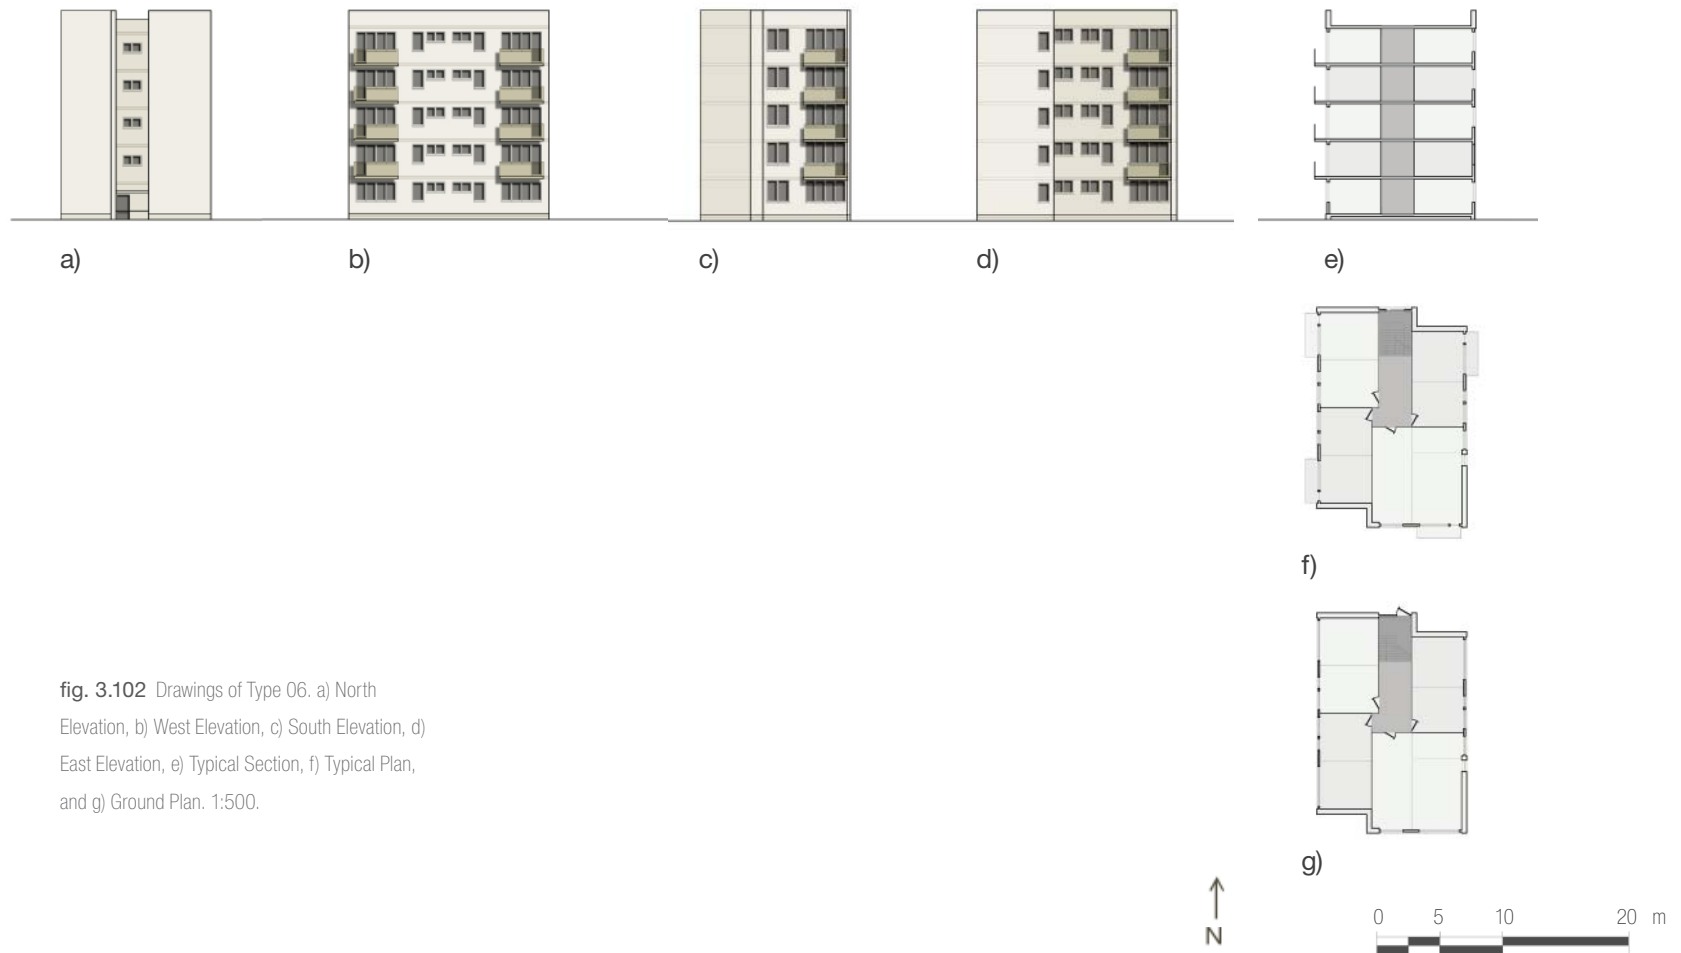 a)
b)
c)
d)
e)
f)
fig. 3.102 Drawings of Type 06. a) North
Elevation, b) West Elevation, c) South Elevation, d)
East Elevation, e) Typical Section, f) Typical Plan,
and g) Ground Plan. 1:500.
g)
N
0 5 10 20 m